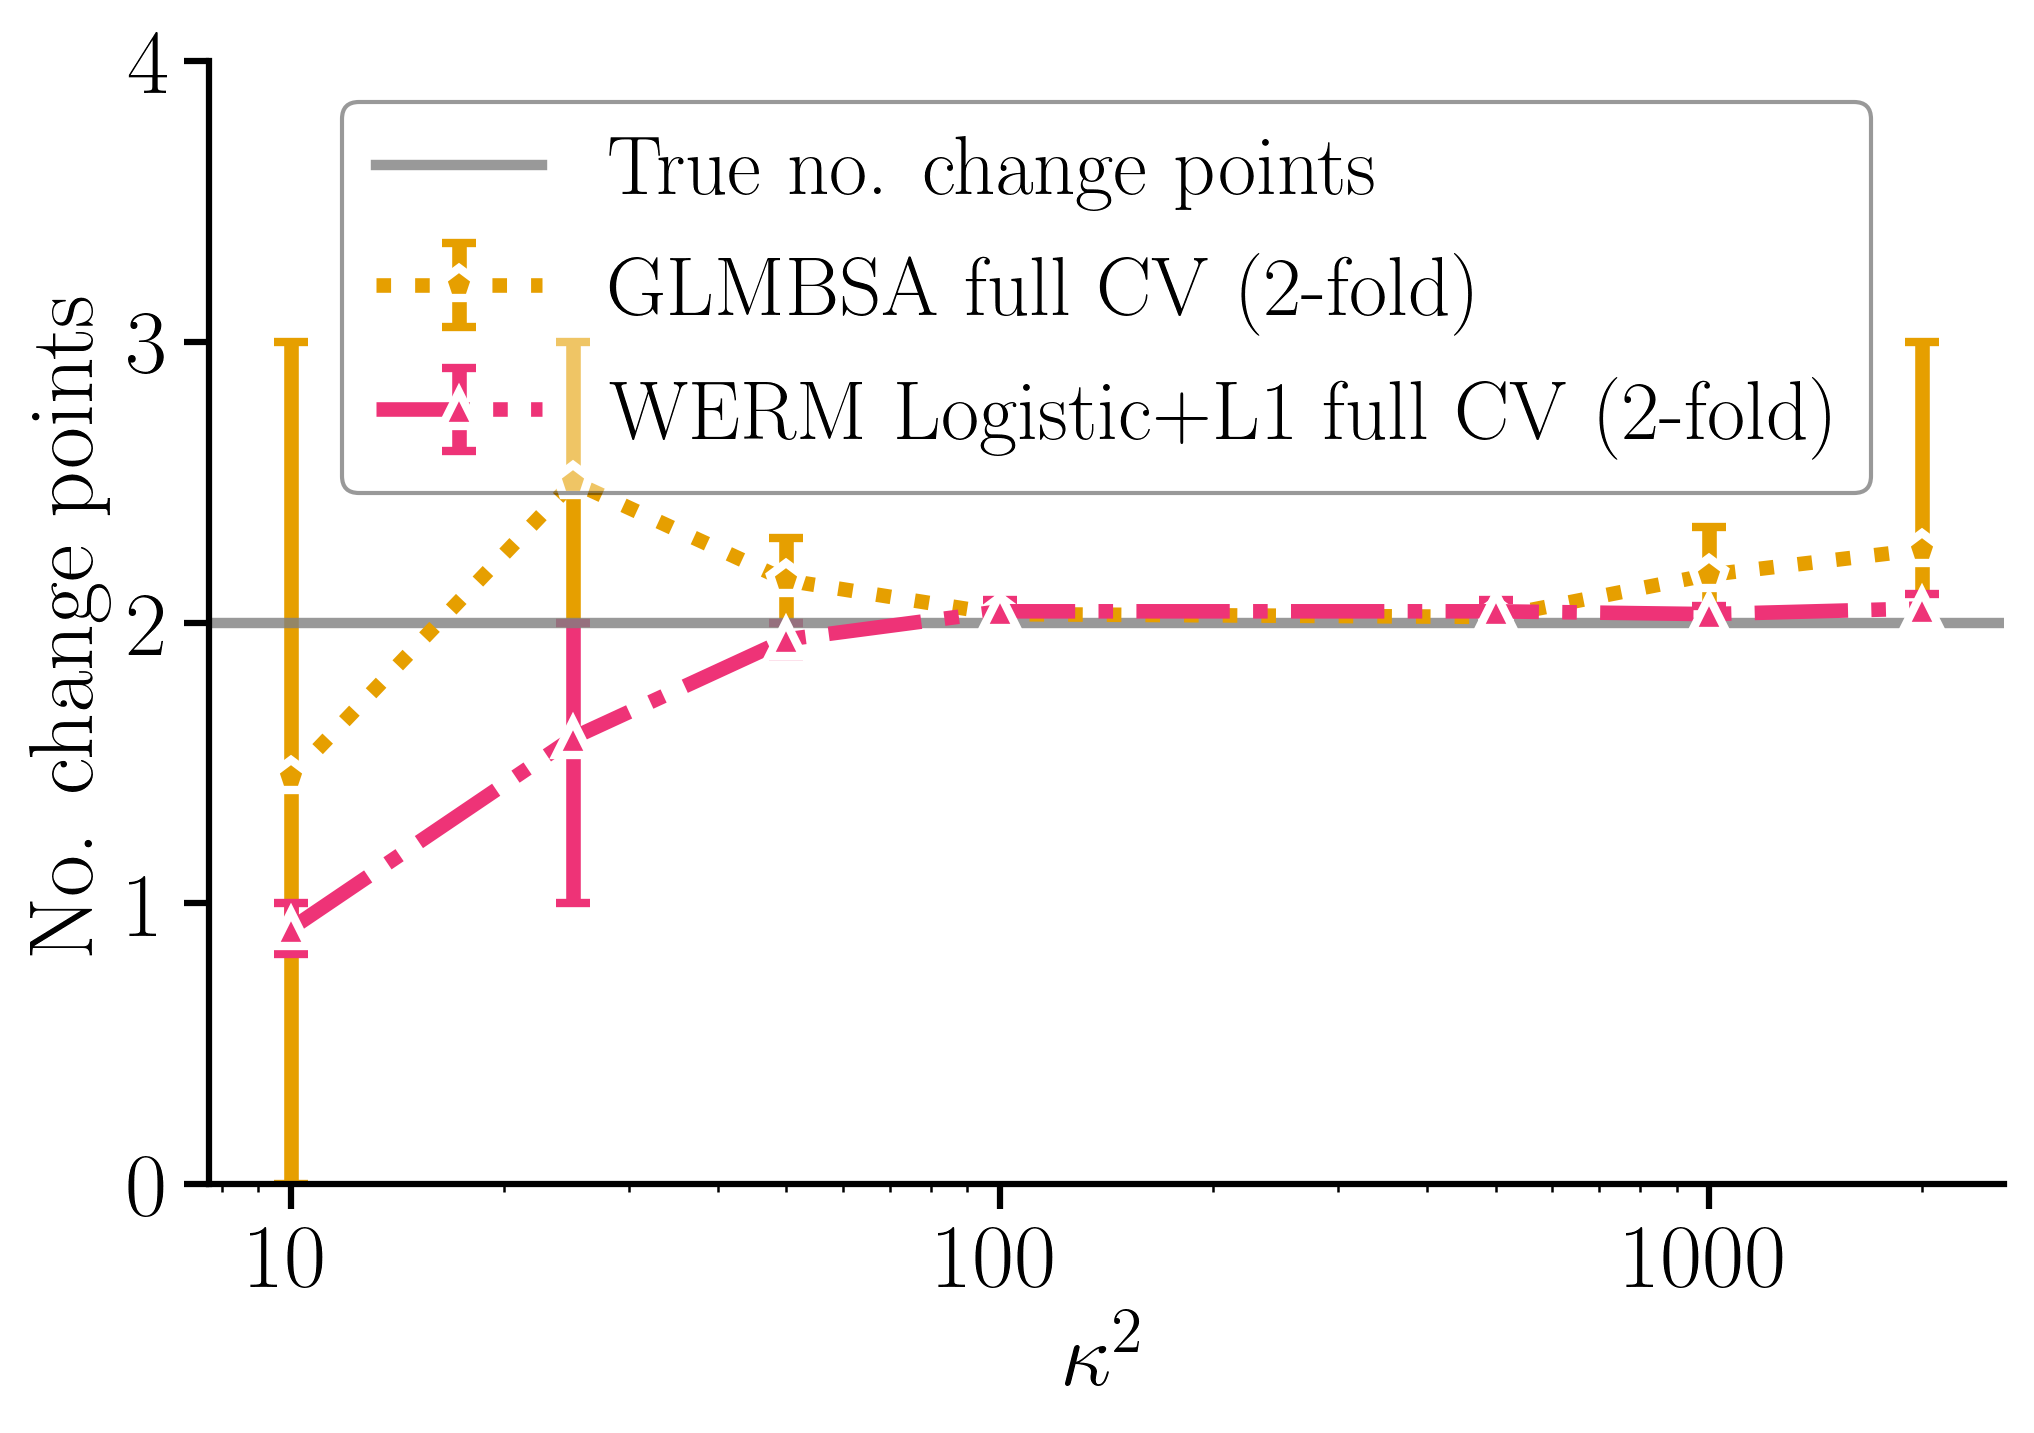 4
True no. change points
GLMBSA full CV (2-fold)
3
WERM Logistic+L1 full CV (2-fold)
No. change points
2
1
0
10
100
1000
κ²